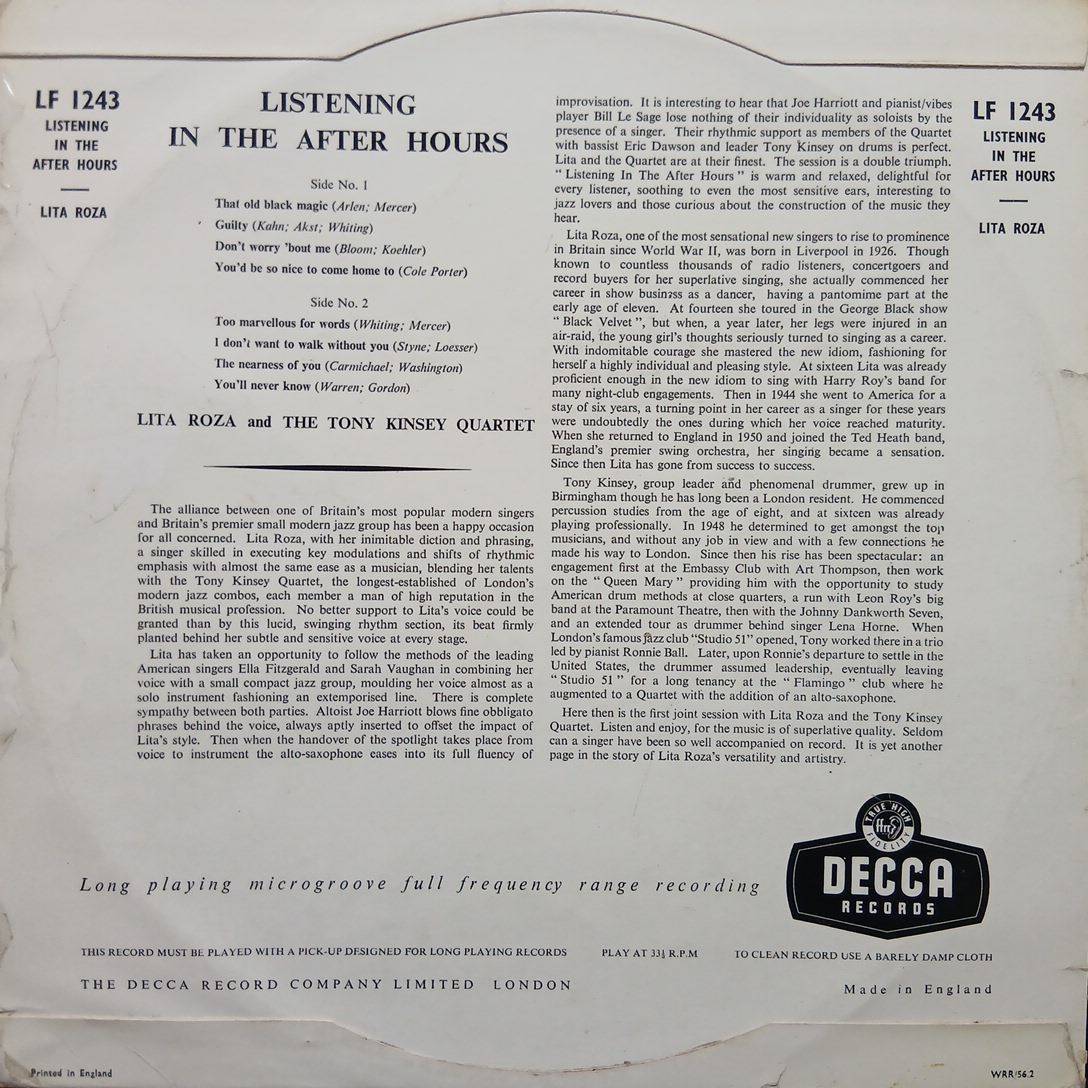 LF 1243
LISTENING
IN THE
AFTER HOURS
LITA ROZA
LISTENING
IN THE AFTER HOURS
Side No. 1
That old black magic (Arlen; Mercer)
Guilty (Kahn; Akst; Whiting)
Don't worry 'bout me (Bloom; Koehler)
You'd be so nice to come home to (Cole Porter)
Side No. 2
Too marvellous for words (Whiting; Mercer)
I don't want to walk without you (Styne; Loesser)
The nearness of you (Carmichael; Washington)
You'll never know (Warren; Gordon)
LITA ROZA and THE TONY KINSEY QUARTET
The alliance between one of Britain's most popular modern singers
and Britain's premier small modern jazz group has been a happy occasion
for all concerned. Lita Roza, with her inimitable diction and phrasing,
a singer skilled in executing key modulations and shifts of rhythmic
emphasis with almost the same ease as a musician, blending her talents
with the Tony Kinsey Quartet, the longest-established of London's
modern jazz combos, each member a man of high reputation in the
British musical profession. No better support to Lita's voice could be
granted than by this lucid, swinging rhythm section, its beat firmly
planted behind her subtle and sensitive voice at every stage.
Lita has taken an opportunity to follow the methods of the leading
American singers Ella Fitzgerald and Sarah Vaughan in combining her
voice with a small compact jazz group, moulding her voice almost as a
solo instrument fashioning an extemporised line. There is complete
sympathy between both parties. Altoist Joe Harriott blows fine obbligato
phrases behind the voice, always aptly inserted to offset the impact of
Lita's style. Then when the handover of the spotlight takes place from
voice to instrument the alto-saxophone eases into its full fluency of
improvisation. It is interesting to hear that Joe Harriott and pianist/vibes
player Bill Le Sage lose nothing of their individuality as soloists by the
presence of a singer. Their rhythmic support as members of the Quartet
with bassist Eric Dawson and leader Tony Kinsey on drums is perfect.
Lita and the Quartet are at their finest. The session is a double triumph.
" Listening In The After Hours " is warm and relaxed, delightful for
every listener, soothing to even the most sensitive ears, interesting to
jazz lovers and those curious about the construction of the music they
hear.
Lita Roza, one of the most sensational new singers to rise to prominence
in Britain since World War II, was born in Liverpool in 1926. Though
known to countless thousands of radio listeners, concertgoers and
record buyers for her superlative singing, she actually commenced her
career in show business as a dancer, having a pantomime part at the
early age of eleven. At fourteen she toured in the George Black show
" Black Velvet ", but when, a year later, her legs were injured in an
air-raid, the young girl's thoughts seriously turned to singing as a career.
With indomitable courage she mastered the new idiom, fashioning for
herself a highly individual and pleasing style. At sixteen Lita was already
proficient enough in the new idiom to sing with Harry Roy's band for
many night-club engagements. Then in 1944 she went to America for a
stay of six years, a turning point in her career as a singer for these years
were undoubtedly the ones during which her voice reached maturity.
When she returned to England in 1950 and joined the Ted Heath band,
England's premier swing orchestra, her singing became a sensation.
Since then Lita has gone from success to success.
Tony Kinsey, group leader and phenomenal drummer, grew up in
Birmingham though he has long been a London resident. He commenced
percussion studies from the age of eight, and at sixteen was already
playing professionally. In 1948 he determined to get amongst the top
musicians, and without any job in view and with a few connections he
made his way to London. Since then his rise has been spectacular: an
engagement first at the Embassy Club with Art Thompson, then work
on the " Queen Mary " providing him with the opportunity to study
American drum methods at close quarters, a run with Leon Roy's big
band at the Paramount Theatre, then with the Johnny Dankworth Seven,
and an extended tour as drummer behind singer Lena Horne. When
London's famous jazz club "Studio 51" opened, Tony worked there in a trio
led by pianist Ronnie Ball. Later, upon Ronnie's departure to settle in the
United States, the drummer assumed leadership, eventually leaving
" Studio 51 " for a long tenancy at the " Flamingo " club where he
augmented to a Quartet with the addition of an alto-saxophone.
Here then is the first joint session with Lita Roza and the Tony Kinsey
Quartet. Listen and enjoy, for the music is of superlative quality. Seldom
can a singer have been so well accompanied on record. It is yet another
page in the story of Lita Roza's versatility and artistry.
LF 1243
LISTENING
IN THE
AFTER HOURS
LITA ROZA
TRUE HIGH
ffrr
FIDELITY
DECCA
RECORDS
Long playing microgroove full frequency range recording
THIS RECORD MUST BE PLAYED WITH A PICK-UP DESIGNED FOR LONG PLAYING RECORDS PLAY AT 33⅓ R.P.M TO CLEAN RECORD USE A BARELY DAMP CLOTH
THE DECCA RECORD COMPANY LIMITED LONDON
Made in England
Printed in England
WRR/56.2